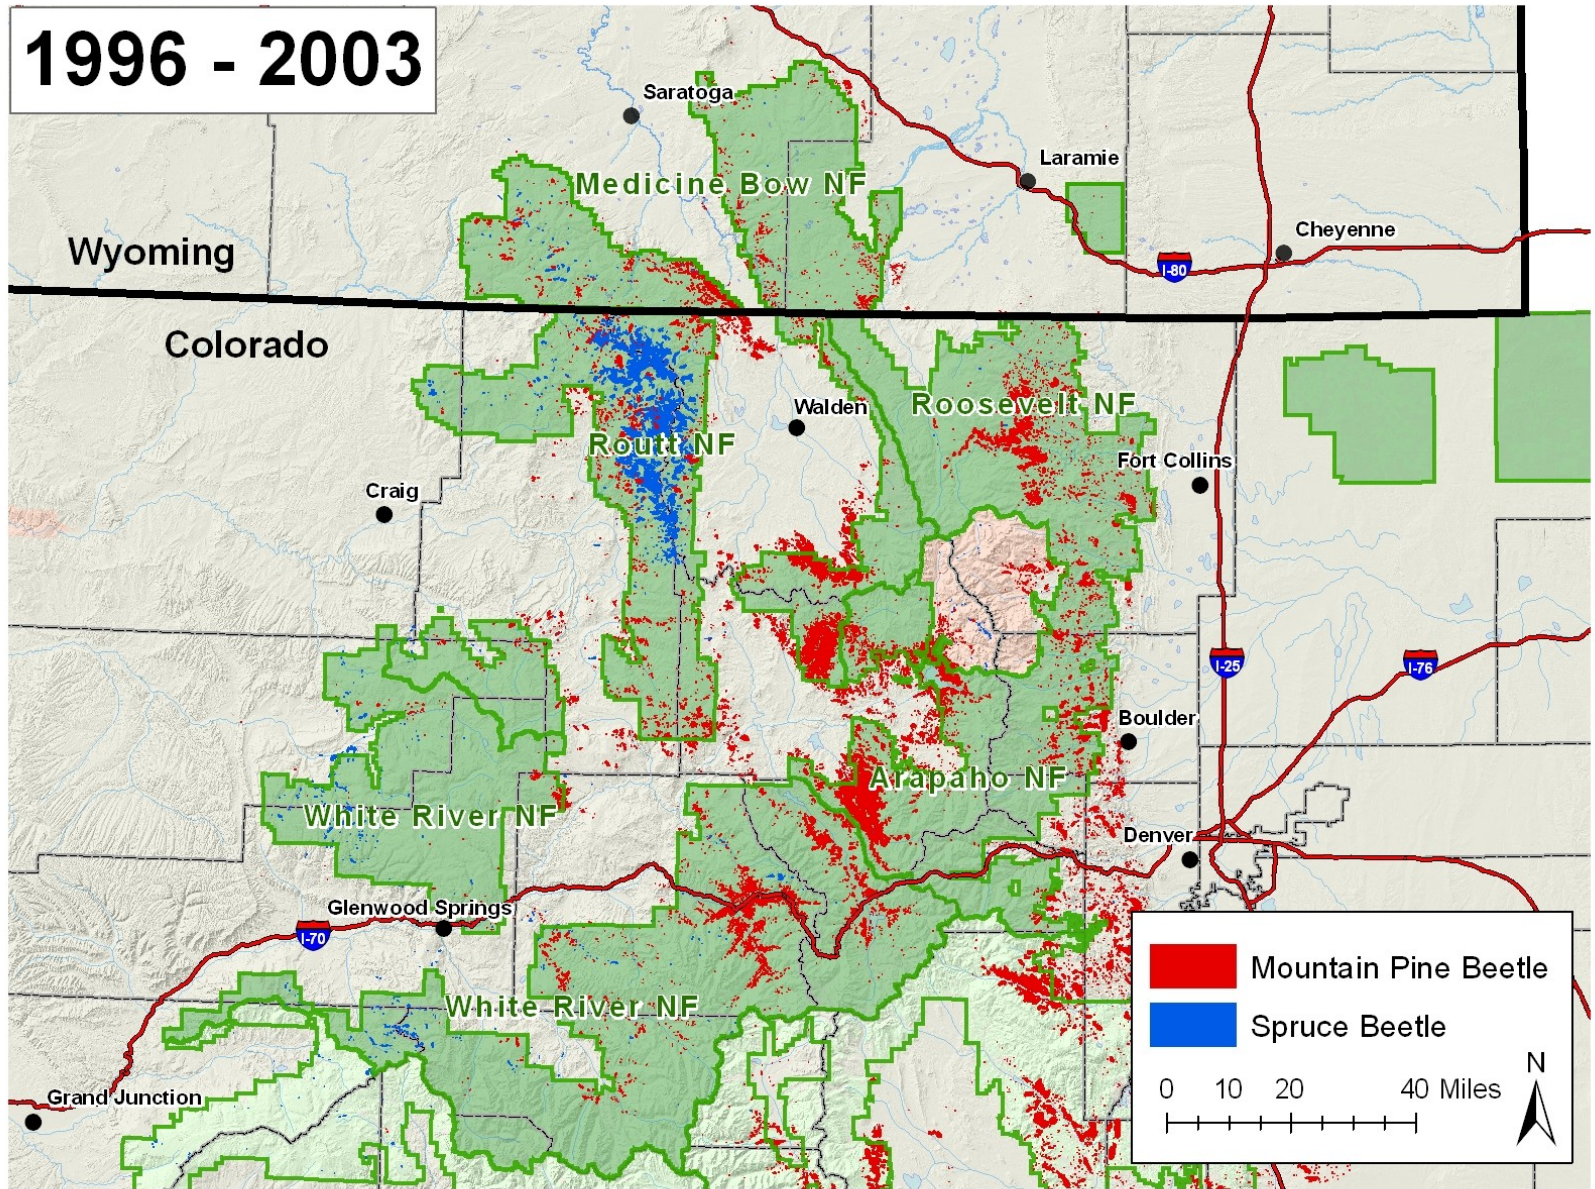 1996 - 2003
Saratoga
Laramie
Medicine Bow NF
Cheyenne
Wyoming
I-80
Colorado
Walden
Roosevelt NF
Routt NF
Fort Collins
Craig
I-25
I-76
Boulder
Arapaho NF
White River NF
Denver
Glenwood Springs
I-70
Mountain Pine Beetle
White River NF
Spruce Beetle
N
0 10 20 40 Miles
Grand Junction